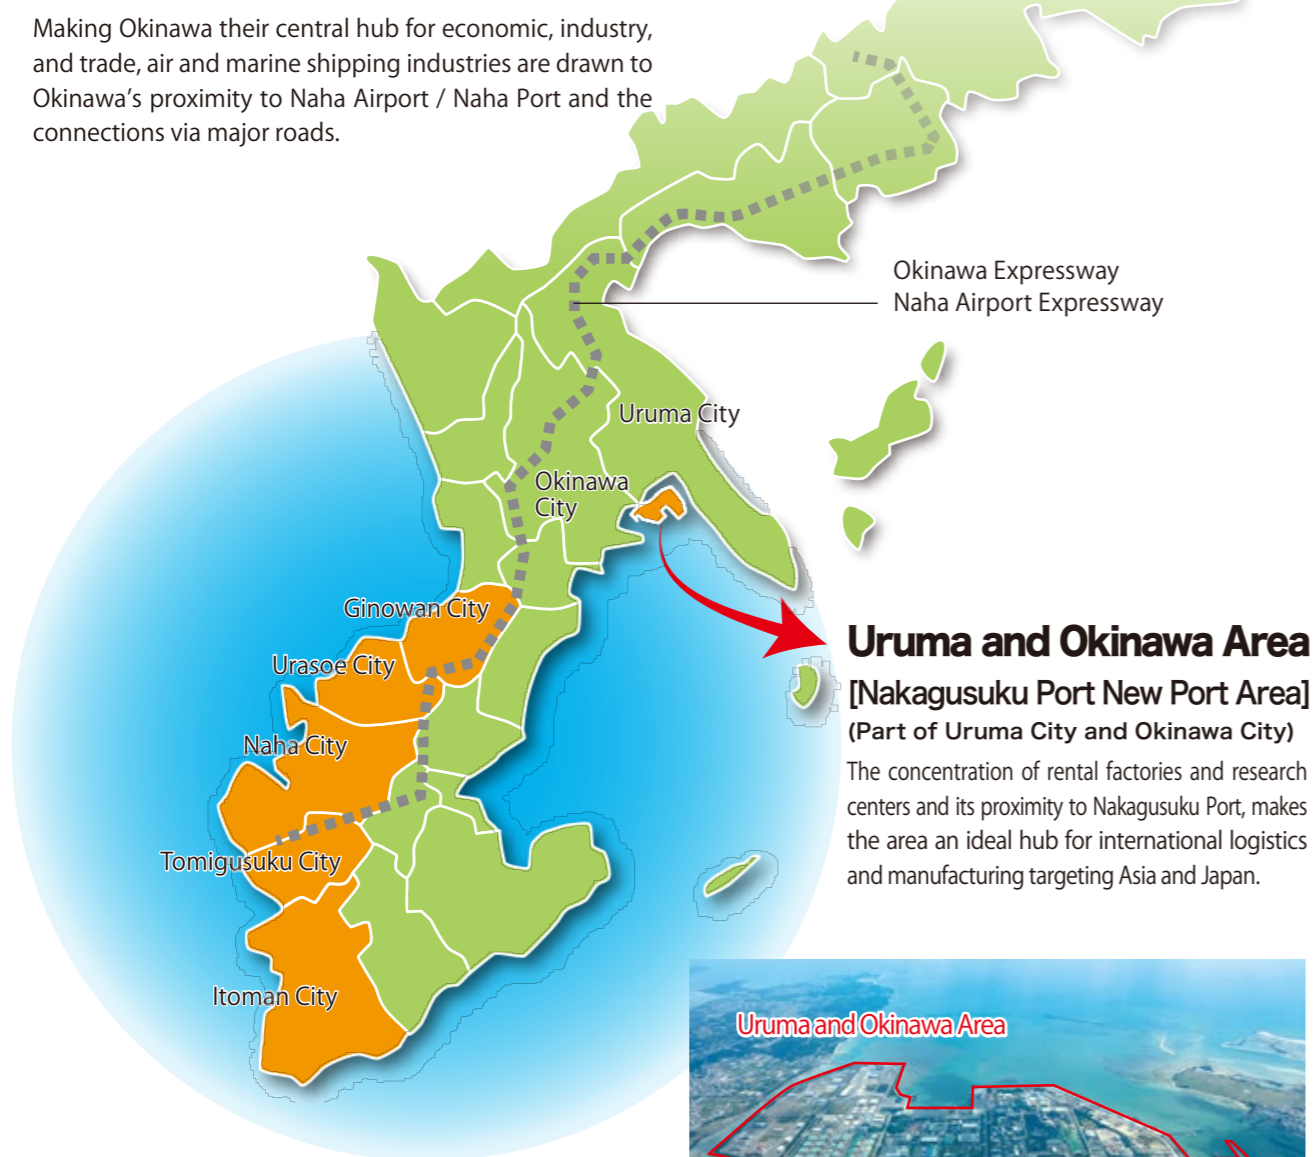 Making Okinawa their central hub for economic, industry,
and trade, air and marine shipping industries are drawn to
Okinawa's proximity to Naha Airport / Naha Port and the
connections via major roads.
Okinawa Expressway
Naha Airport Expressway
Uruma City
Okinawa
City
Ginowan City
Urasoe City
Naha City
Tomigusuku City
Itoman City
Uruma and Okinawa Area
[Nakagusuku Port New Port Area]
(Part of Uruma City and Okinawa City)
The concentration of rental factories and research
centers and its proximity to Nakagusuku Port, makes
the area an ideal hub for international logistics
and manufacturing targeting Asia and Japan.
Uruma and Okinawa Area